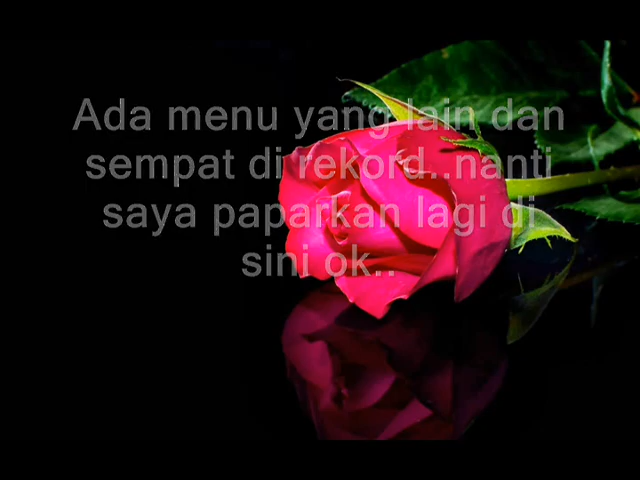 Ada menu yang lain dan
sempat di rekord..nanti
saya paparkan lagi di
sini ok..